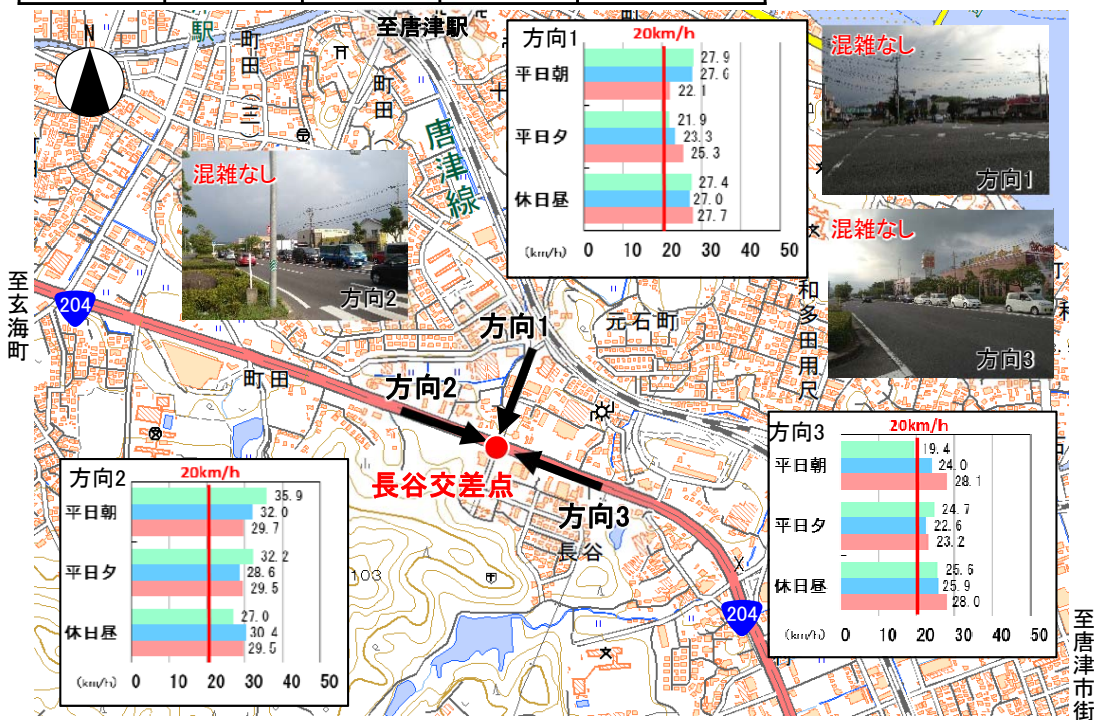 至唐津駅
N
駅
町田
(三)
町田
唐津線
混雑なし
方向2
方向1
20km/h
平日朝
27.9
27.6
22.1
平日夕
21.9
23.3
25.3
休日昼
27.4
27.0
27.7
(km/h) 0 10 20 30 40 50
混雑なし
方向1
混雑なし
方向3
至玄海町
204
町田
元石町
和多田用尺
方向1
方向2
長谷交差点
方向3
長谷
103
204
方向2
20km/h
平日朝
35.9
32.0
29.7
平日夕
32.2
28.6
29.5
休日昼
27.0
30.4
29.5
(km/h) 0 10 20 30 40 50
方向3
20km/h
平日朝
19.4
24.0
28.1
平日夕
24.7
22.6
23.2
休日昼
25.6
25.9
28.0
(km/h) 0 10 20 30 40 50
至唐津市街